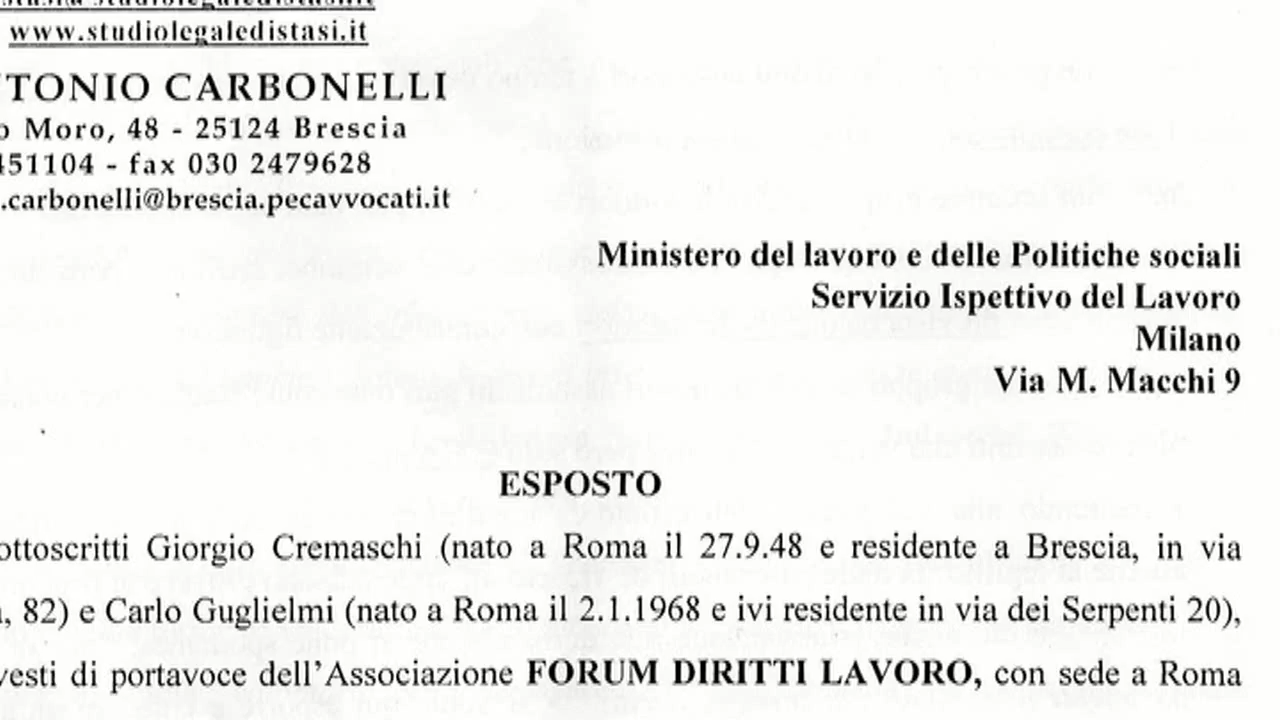 www.studiolegaledistasi.it
TONIO CARBONELLI
o Moro, 48 - 25124 Brescia
451104 - fax 030 2479628
.carbonelli@brescia.pecavvocati.it
Ministero del lavoro e delle Politiche sociali
Servizio Ispettivo del Lavoro
Milano
Via M. Macchi 9
ESPOSTO
ottoscritti Giorgio Cremaschi (nato a Roma il 27.9.48 e residente a Brescia, in via
, 82) e Carlo Guglielmi (nato a Roma il 2.1.1968 e ivi residente in via dei Serpenti 20),
vesti di portavoce dell'Associazione FORUM DIRITTI LAVORO, con sede a Roma